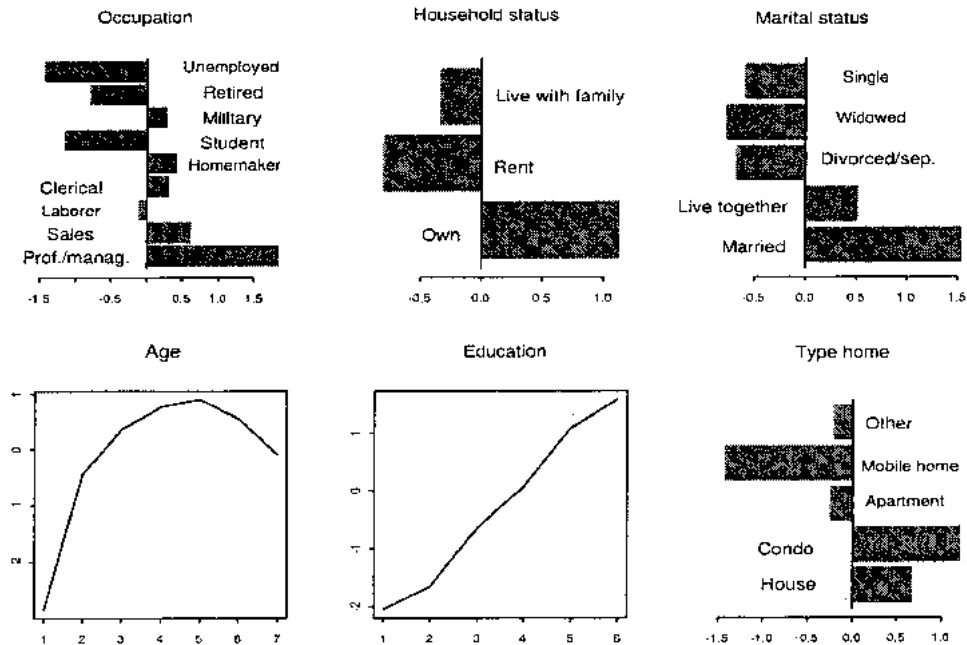 Occupation
Household status
Marital status
Unemployed
Retired
Military
Student
Homemaker
Clerical
Laborer
Sales
Prof./manag.
-1.5 -0.5 0.5 1.0 1.5
Live with family
Rent
Own
-0.5 0.0 0.5 1.0
Single
Widowed
Divorced/sep.
Live together
Married
-0.5 0.0 0.5 1.0 1.5
Age
1
0
1
2
1 2 3 4 5 6 7
Education
1
0
-1
-2
1 2 3 4 5 6
Type home
Other
Mobile home
Apartment
Condo
House
-1.5 -1.0 -0.5 0.0 0.5 1.0